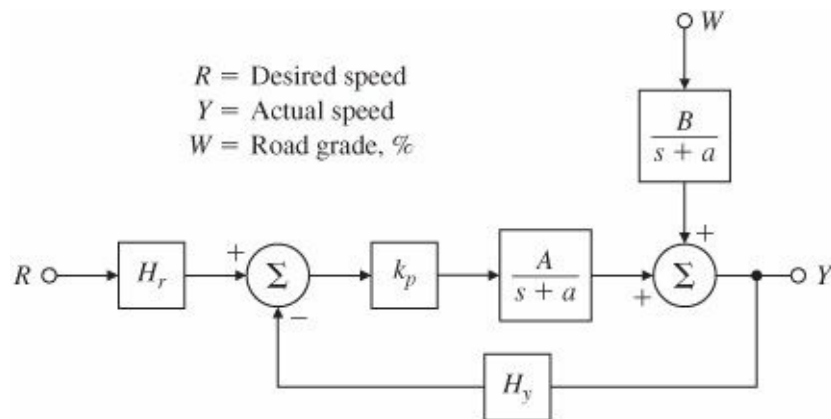 W
R = Desired speed
Y = Actual speed
W = Road grade, %
B
s + a
+
R
H_r
+
Σ
−
k_p
A
s + a
+
Σ
Y
H_y